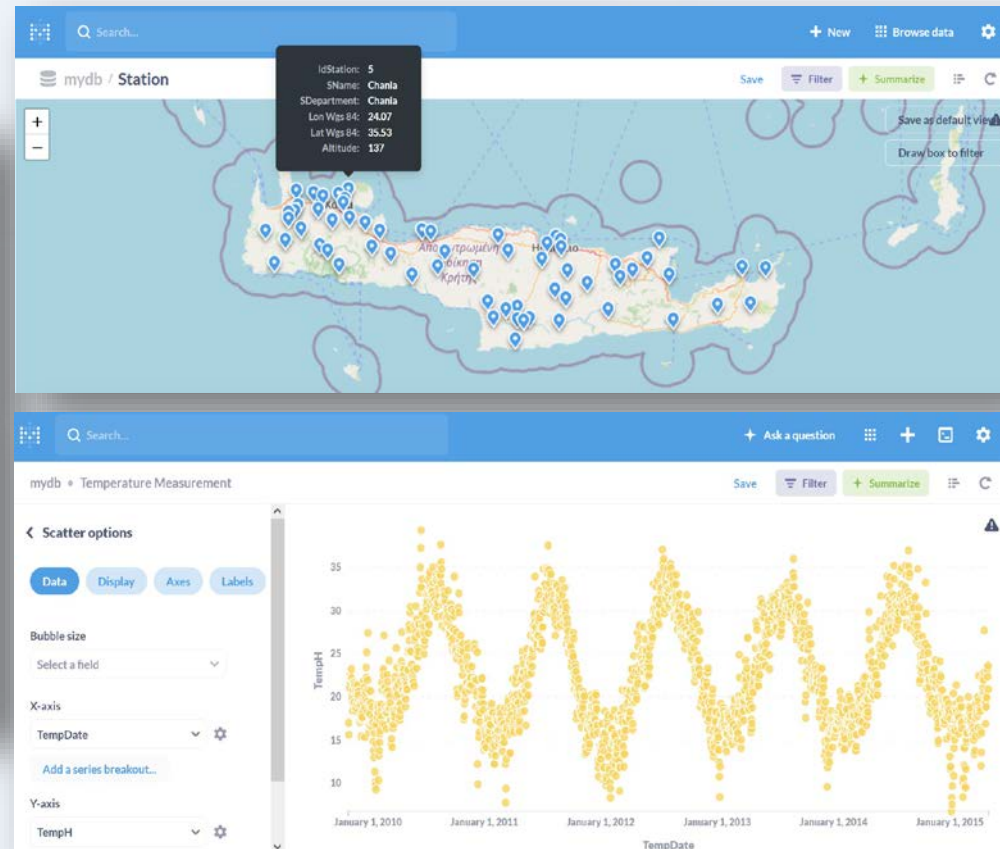 Search...
+ New
Browse data
mydb / Station
Save
Filter
+ Summarize
IdStation: 5
SName: Chania
SDepartment: Chania
Lon Wgs 84: 24.07
Lat Wgs 84: 35.53
Altitude: 137
+
−
Save as default view
Draw box to filter
Κρήτης
Search...
Ask a question
mydb • Temperature Measurement
Save
Filter
+ Summarize
Scatter options
Data
Display
Axes
Labels
Bubble size
Select a field
X-axis
TempDate
Add a series breakout...
Y-axis
TempH
TempH
35
30
25
20
15
10
January 1, 2010
January 1, 2011
January 1, 2012
January 1, 2013
January 1, 2014
January 1, 2015
TempDate